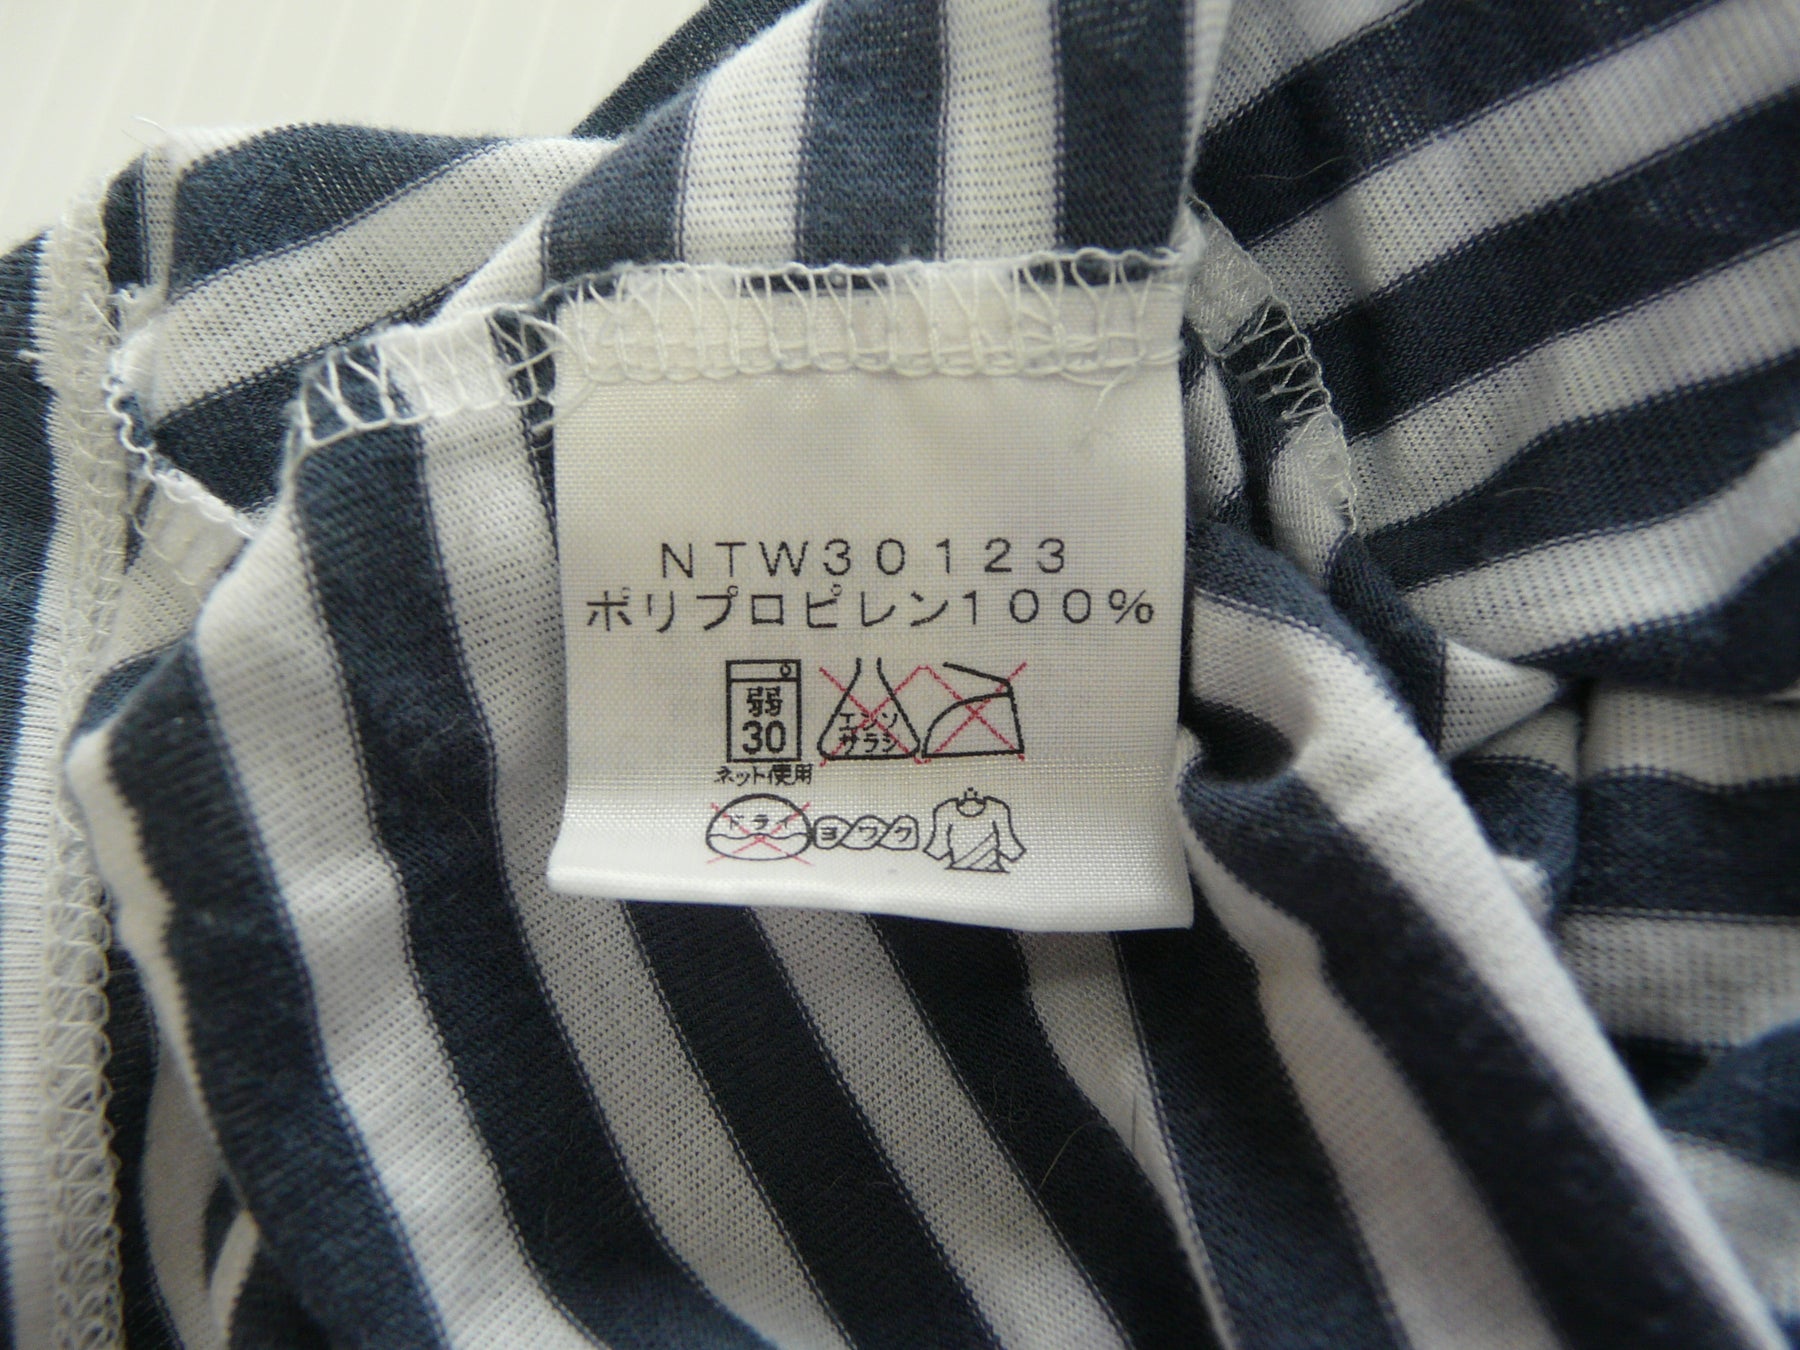 NTW30123
ポリプロピレン100%
弱 エンソ
30 サラシ
ネット使用
ドライ ヨワク